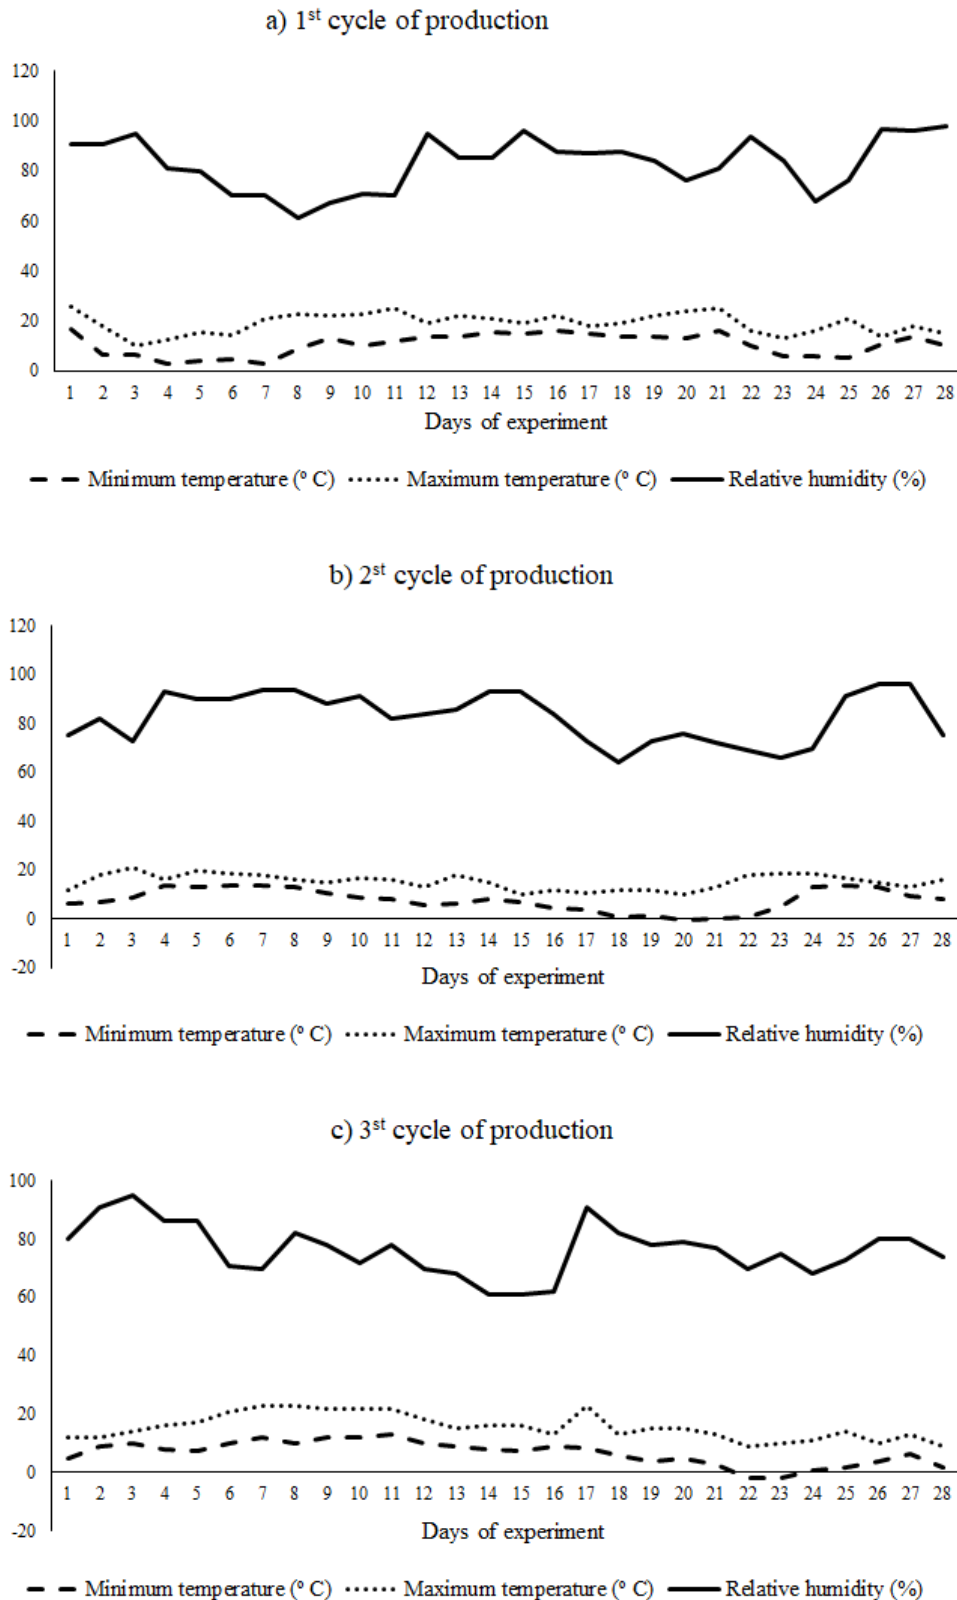 a) 1st cycle of production
120
100
80
60
40
20
0
1 2 3 4 5 6 7 8 9 10 11 12 13 14 15 16 17 18 19 20 21 22 23 24 25 26 27 28
Days of experiment
Minimum temperature (º C) Maximum temperature (º C) Relative humidity (%)
b) 2st cycle of production
120
100
80
60
40
20
0
-20
1 2 3 4 5 6 7 8 9 10 11 12 13 14 15 16 17 18 19 20 21 22 23 24 25 26 27 28
Days of experiment
Minimum temperature (º C) Maximum temperature (º C) Relative humidity (%)
c) 3st cycle of production
100
80
60
40
20
0
-20
1 2 3 4 5 6 7 8 9 10 11 12 13 14 15 16 17 18 19 20 21 22 23 24 25 26 27 28
Days of experiment
Minimum temperature (º C) Maximum temperature (º C) Relative humidity (%)